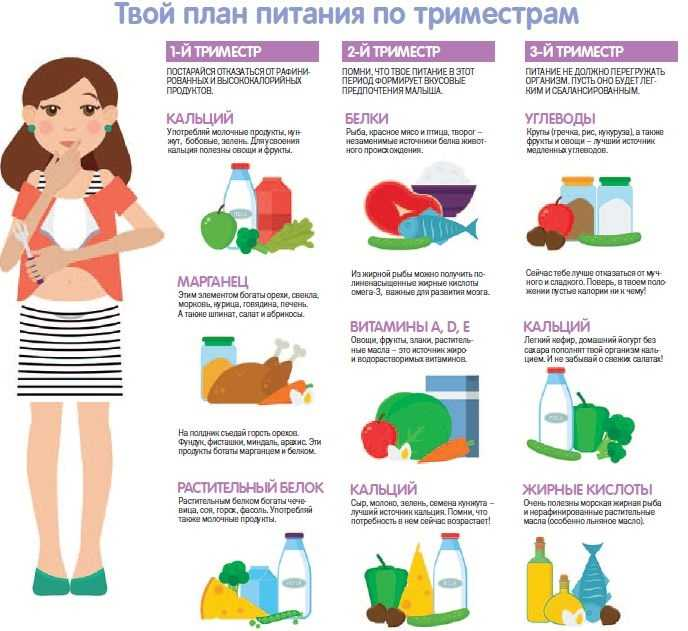 Твой план питания по триместрам
1-Й ТРИМЕСТР
ПОСТАРАЙСЯ ОТКАЗАТЬСЯ ОТ РАФИНИ-
РОВАННЫХ И ВЫСОКОКАЛОРИЙНЫХ
ПРОДУКТОВ.
КАЛЬЦИЙ
Употребляй молочные продукты, кун-
жут, бобовые, зелень. Для усвоения
кальция полезны овощи и фрукты.
МАРГАНЕЦ
Этим элементом богаты орехи, свекла,
морковь, курица, говядина, печень.
А также шпинат, салат и абрикосы.
На полдник съедай горсть орехов.
Фундук, фисташки, миндаль, арахис. Эти
продукты богаты марганцем и белком.
РАСТИТЕЛЬНЫЙ БЕЛОК
Растительным белком богаты чече-
вица, соя, горох, фасоль. Употребляй
также молочные продукты.
2-Й ТРИМЕСТР
ПОМНИ, ЧТО ТВОЕ ПИТАНИЕ В ЭТОТ
ПЕРИОД ФОРМИРУЕТ ВКУСОВЫЕ
ПРЕДПОЧТЕНИЯ МАЛЫША.
БЕЛКИ
Рыба, красное мясо и птица, творог –
незаменимые источники белка живот-
ного происхождения.
Из жирной рыбы можно получить по-
линенасыщенные жирные кислоты
омега-3, важные для развития мозга.
ВИТАМИНЫ A, D, E
Овощи, фрукты, злаки, раститель-
ные масла – это источник жиро-
и водорастворимых витаминов.
КАЛЬЦИЙ
Сыр, молоко, зелень, семена кунжута –
лучший источник кальция. Помни, что
потребность в нем сейчас возрастает!
3-Й ТРИМЕСТР
ПИТАНИЕ НЕ ДОЛЖНО ПЕРЕГРУЖАТЬ
ОРГАНИЗМ. ПУСТЬ ОНО БУДЕТ ЛЕГ-
КИМ И СБАЛАНСИРОВАННЫМ.
УГЛЕВОДЫ
Крупы (гречка, рис, кукуруза), а также
фрукты и овощи – лучший источник
медленных углеводов.
Сейчас тебе лучше отказаться от муч-
ного и сладкого. Поверь, в твоем поло-
жении пустые калории ни к чему!
КАЛЬЦИЙ
Легкий кефир, домашний йогурт без
сахара пополнят твой организм каль-
цием. И не забывай о свежих салатах!
ЖИРНЫЕ КИСЛОТЫ
Очень полезны морская жирная рыба
и нерафинированные растительные
масла (особенно льняное масло).